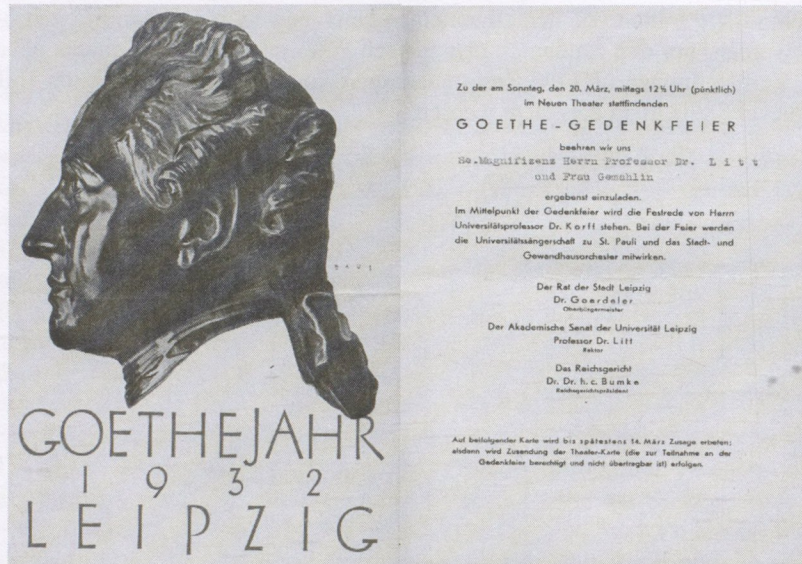 GOETHEJAHR
1932
LEIPZIG
Zu der am Sonntag, den 20. März, mittags 12½ Uhr (pünktlich)
im Neuen Theater stattfindenden
GOETHE-GEDENKFEIER
beehren wir uns
Se.Magnifizenz Herrn Professor Dr. Litt
und Frau Gemahlin
ergebenst einzuladen.
Im Mittelpunkt der Gedenkfeier wird die Festrede von Herrn
Universitätsprofessor Dr. Korff stehen. Bei der Feier werden
die Universitätssängerschaft zu St. Pauli und das Stadt- und
Gewandhausorchester mitwirken.
Der Rat der Stadt Leipzig
Dr. Goerdeler
Oberbürgermeister
Der Akademische Senat der Universität Leipzig
Professor Dr. Litt
Rektor
Das Reichsgericht
Dr. Dr. h. c. Bumke
Reichsgerichtspräsident
Auf beifolgender Karte wird bis spätestens 14. März Zusage erbeten;
alsdann wird Zusendung der Theater-Karte (die zur Teilnahme an der
Gedenkfeier berechtigt und nicht übertragbar ist) erfolgen.